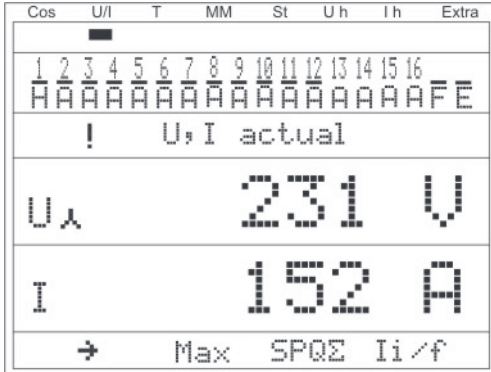 Cos U/I T MM St U h I h Extra
1 2 3 4 5 6 7 8 9 10 11 12 13 14 15 16
H A A A A A A A A A A A A A A A F E
! U,I actual
U⅄ 231 V
I 152 A
→ Max SPQΣ Ii/f